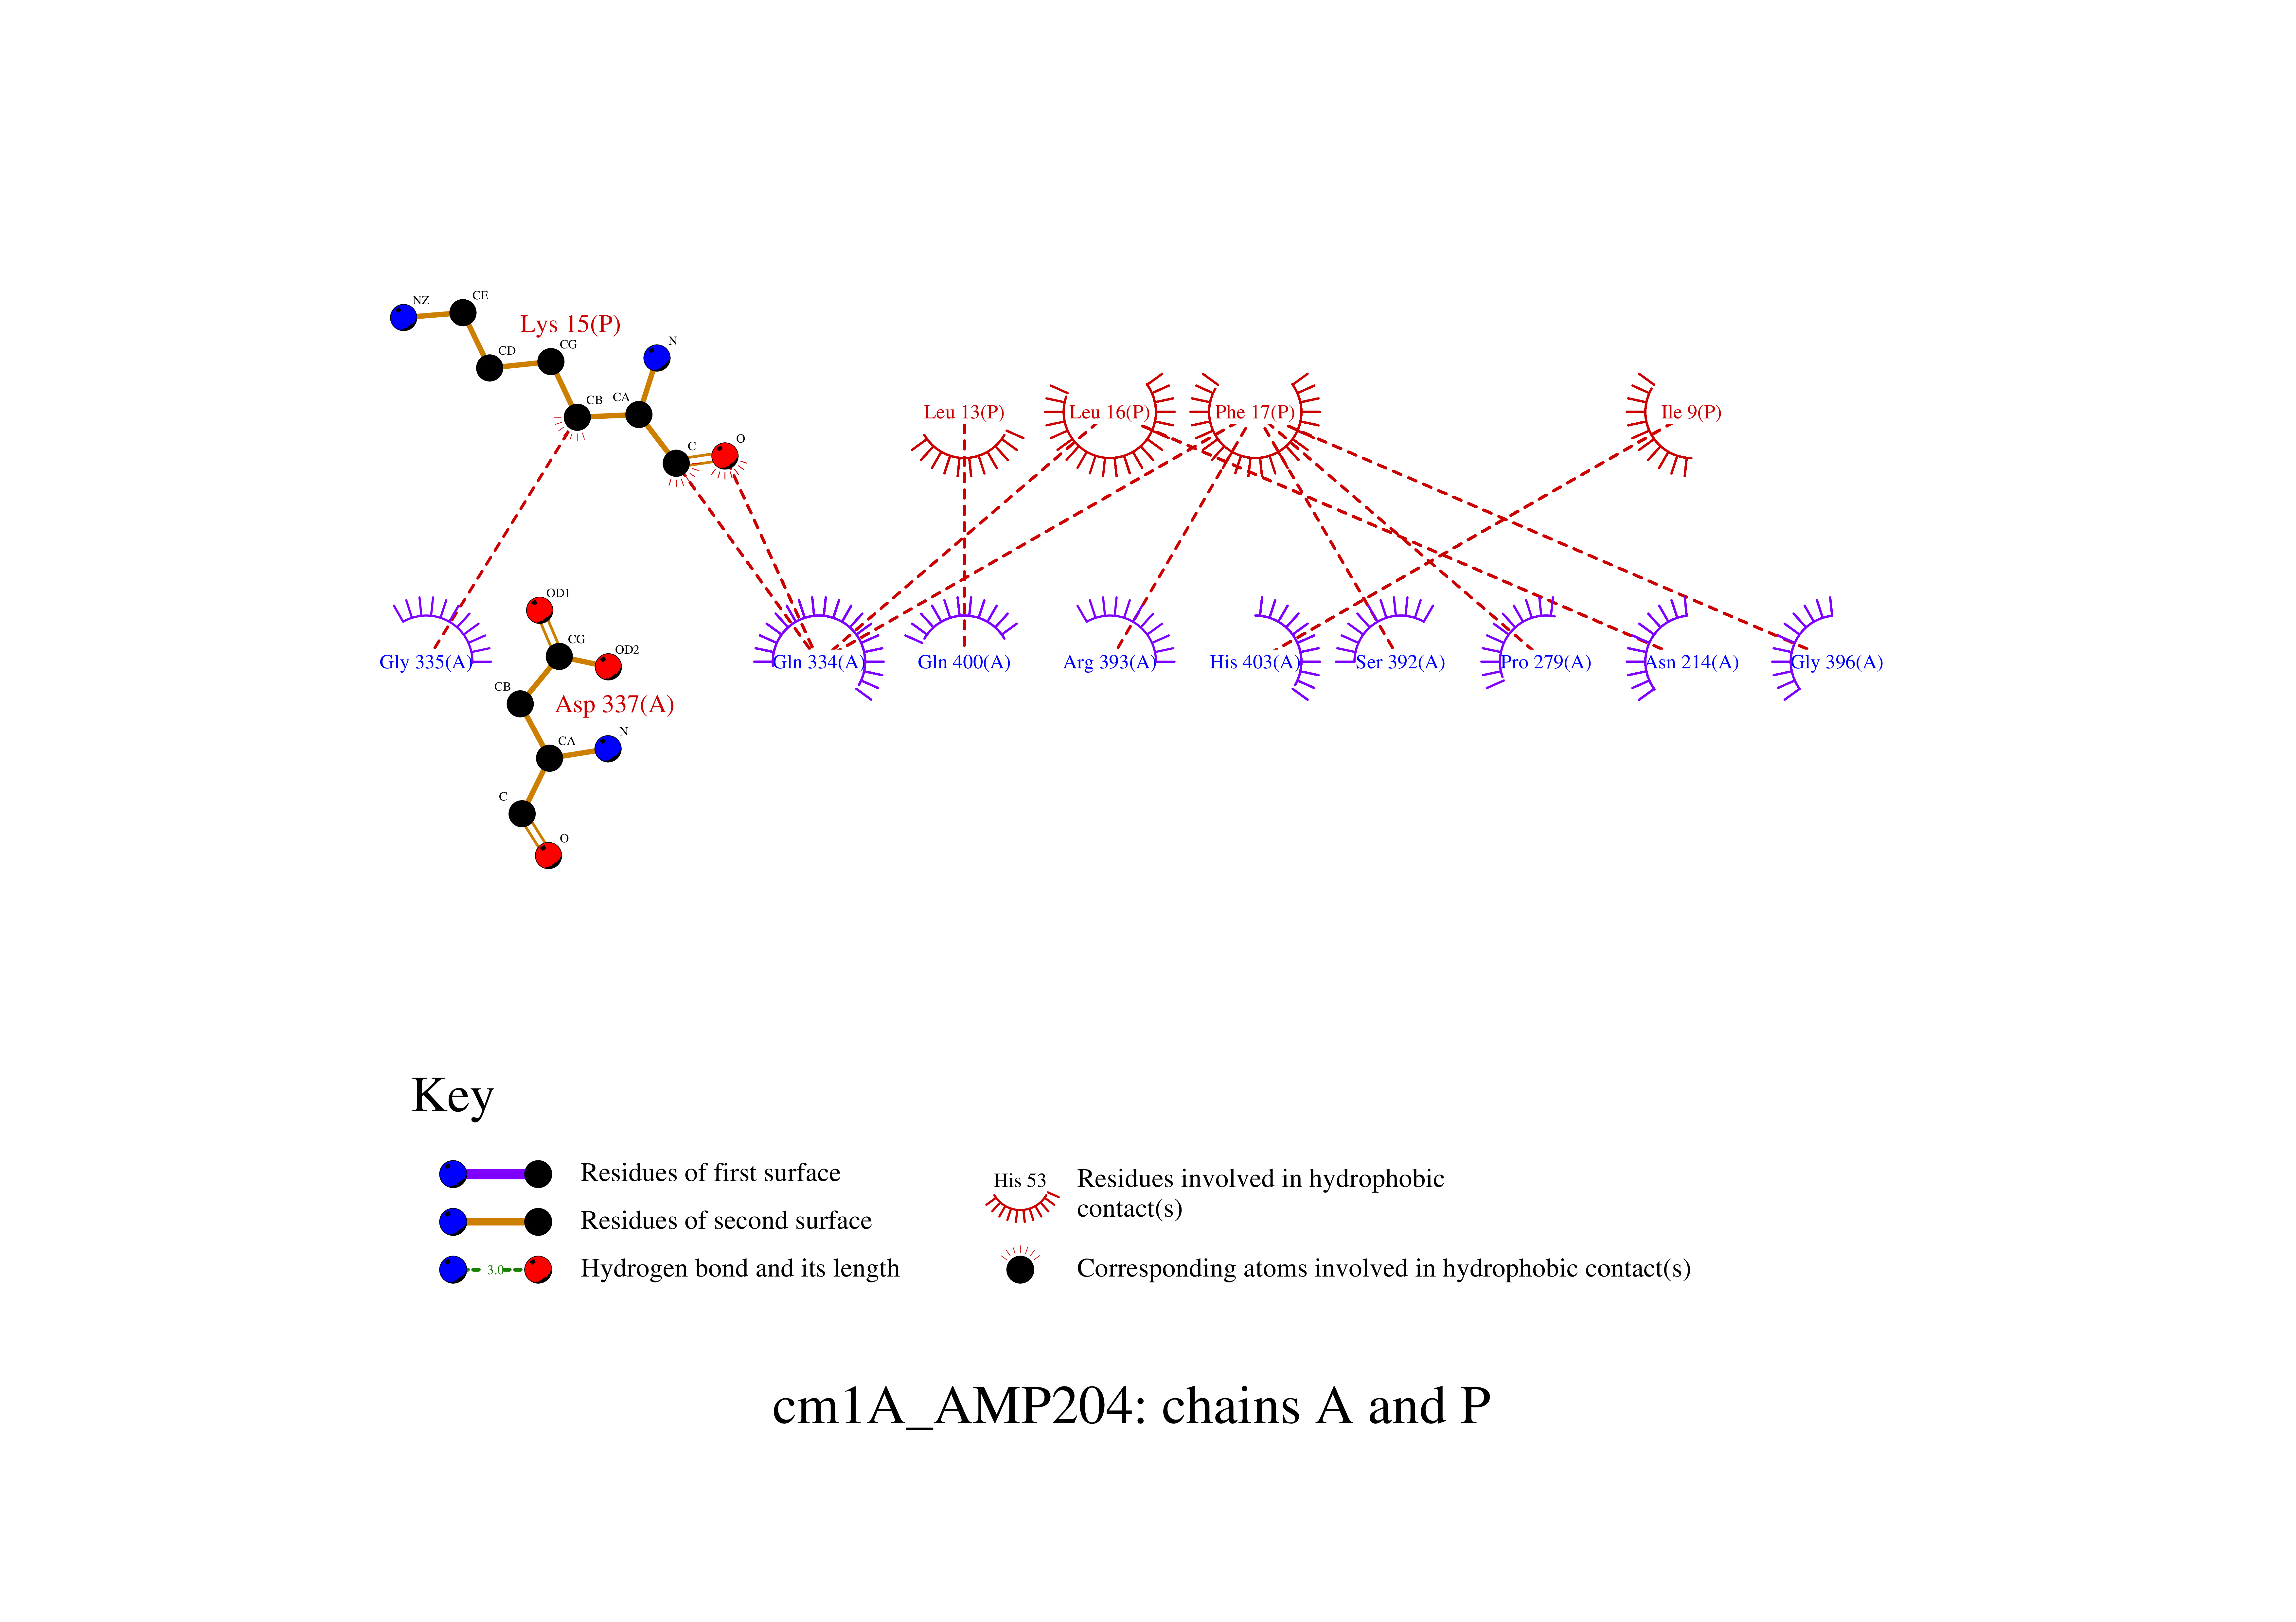 NZ
CE
Lys 15(P)
CD
CG
N
CB
CA
C
O
Leu 13(P)
Leu 16(P)
Phe 17(P)
Ile 9(P)
OD1
CG
OD2
Gly 335(A)
Gln 334(A)
Gln 400(A)
Arg 393(A)
His 403(A)
Ser 392(A)
Pro 279(A)
Asn 214(A)
Gly 396(A)
CB
Asp 337(A)
CA
N
C
O
Key
Residues of first surface
Residues of second surface
3.0
Hydrogen bond and its length
His 53
Residues involved in hydrophobic
contact(s)
Corresponding atoms involved in hydrophobic contact(s)
cm1A_AMP204: chains A and P